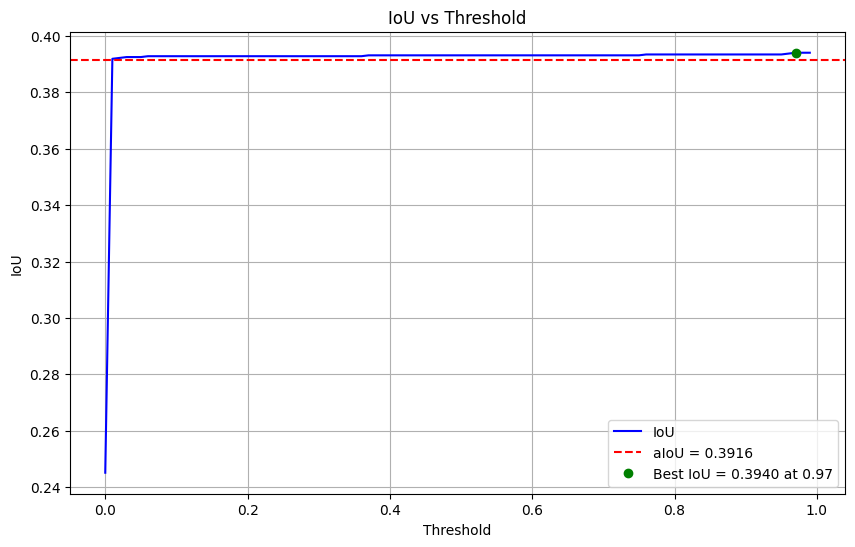 IoU vs Threshold
0.40
0.38
0.36
0.34
0.32
0.30
0.28
0.26
0.24
IoU
0.0
0.2
0.4
0.6
0.8
1.0
Threshold
IoU
aIoU = 0.3916
Best IoU = 0.3940 at 0.97